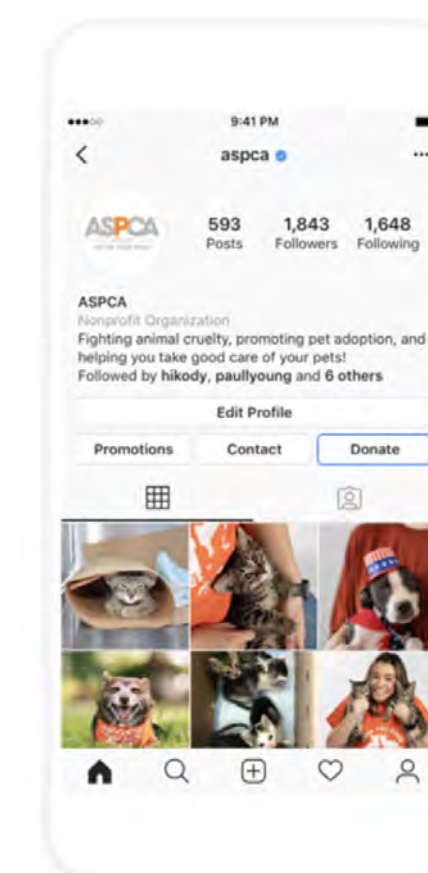 9:41 PM
aspca
ASPCA
593 1,843 1,648
Posts Followers Following
ASPCA
Nonprofit Organization
Fighting animal cruelty, promoting pet adoption, and
helping you take good care of your pets!
Followed by hikody, paullyoung and 6 others
Edit Profile
Promotions Contact Donate